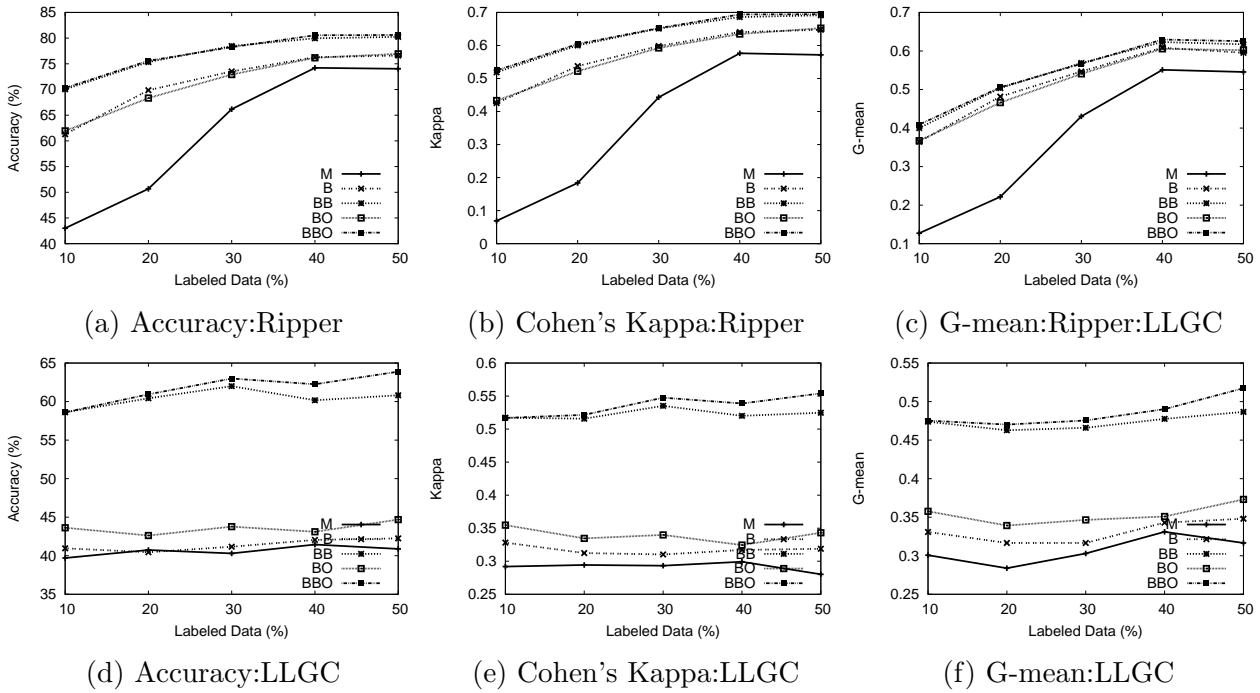 85
80
75
70
65
60
55
50
45
40
Accuracy (%)
M
B
BB
BO
BBO
10 20 30 40 50
Labeled Data (%)
(a) Accuracy:Ripper
0.7
0.6
0.5
0.4
0.3
0.2
0.1
0
Kappa
M
B
BB
BO
BBO
10 20 30 40 50
Labeled Data (%)
(b) Cohen's Kappa:Ripper
0.7
0.6
0.5
0.4
0.3
0.2
0.1
G-mean
M
B
BB
BO
BBO
10 20 30 40 50
Labeled Data (%)
(c) G-mean:Ripper:LLGC
65
60
55
50
45
40
35
Accuracy (%)
M
B
BB
BO
BBO
10 20 30 40 50
Labeled Data (%)
(d) Accuracy:LLGC
0.6
0.55
0.5
0.45
0.4
0.35
0.3
0.25
Kappa
M
B
BB
BO
BBO
10 20 30 40 50
Labeled Data (%)
(e) Cohen's Kappa:LLGC
0.55
0.5
0.45
0.4
0.35
0.3
0.25
G-mean
M
B
BB
BO
BBO
10 20 30 40 50
Labeled Data (%)
(f) G-mean:LLGC